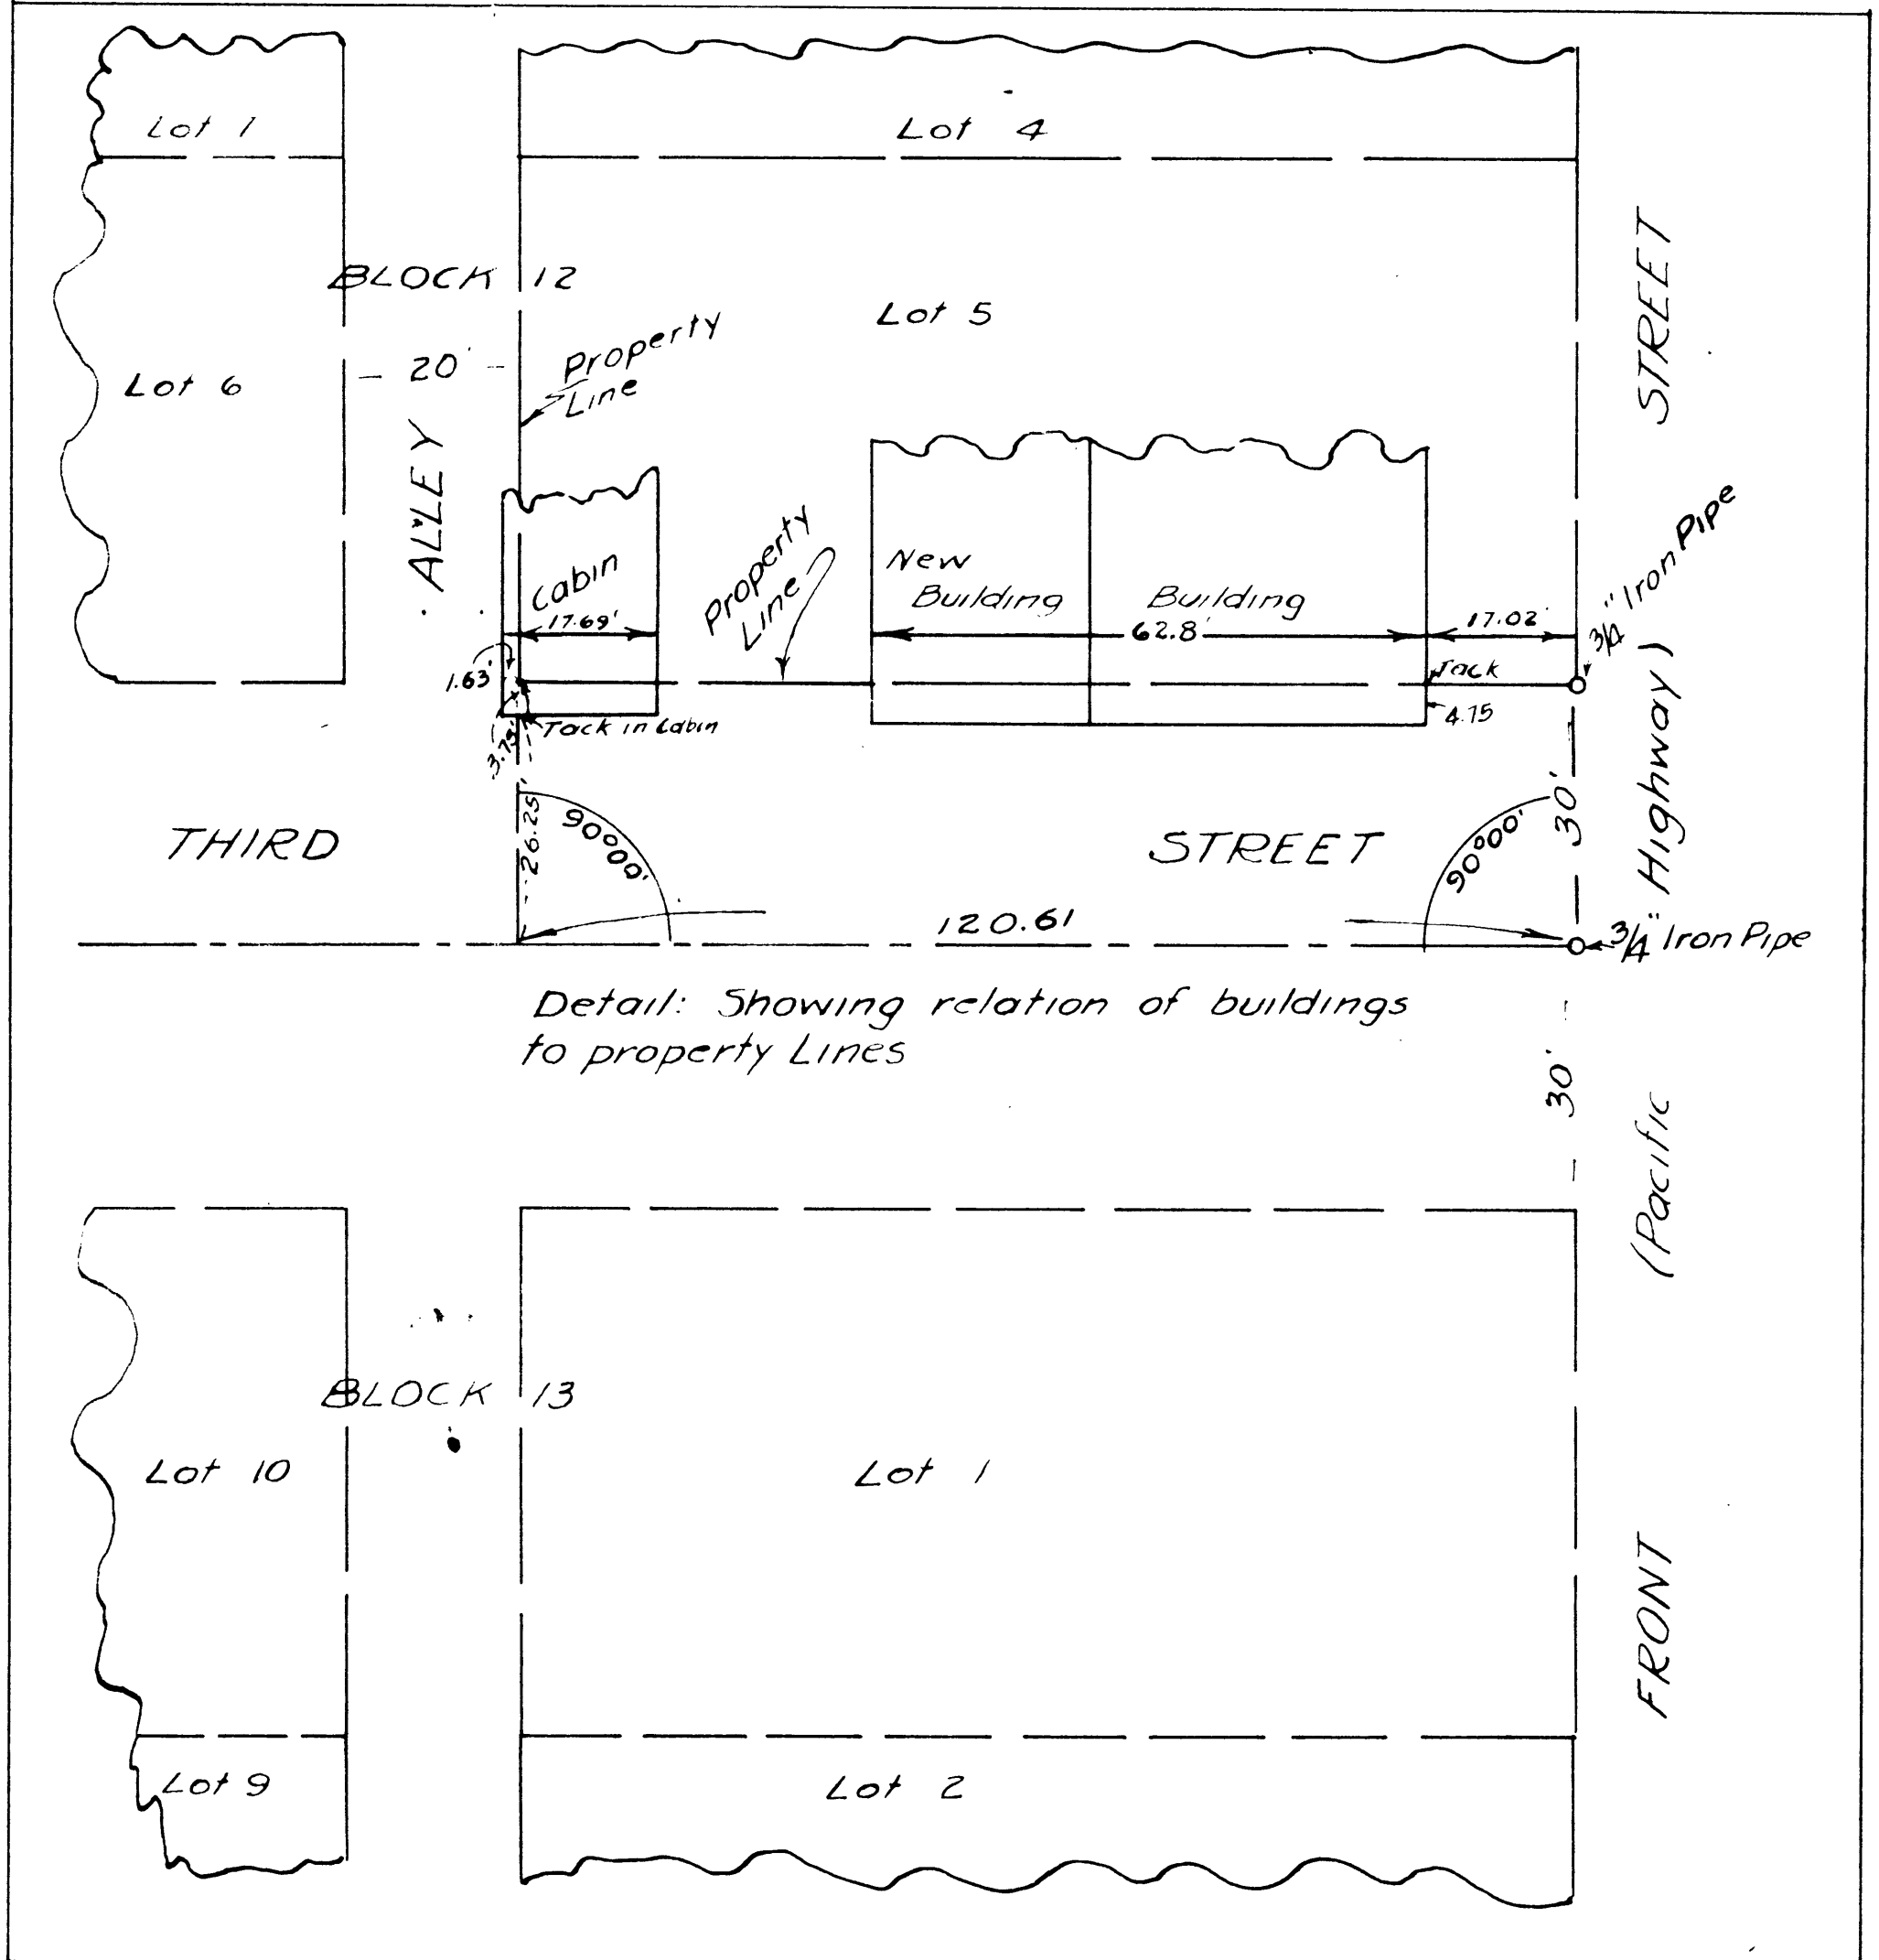 Lot 1
Lot 4
BLOCK 12
Lot 5
STREET
Property
Line
20'
Lot 6
ALLEY
Property
Line
New
Building
Building
Cabin
17.69'
62.8'
17.02
3/4" Iron Pipe
1.63'
Tack
4.75
Tack in Cabin
3.75'
Highway)
26.25'
90°00'
90°00'
30'
THIRD
STREET
120.61
3/4" Iron Pipe
Detail: Showing relation of buildings
to property Lines
30'
(Pacific
BLOCK 13
Lot 10
Lot 1
FRONT
Lot 9
Lot 2